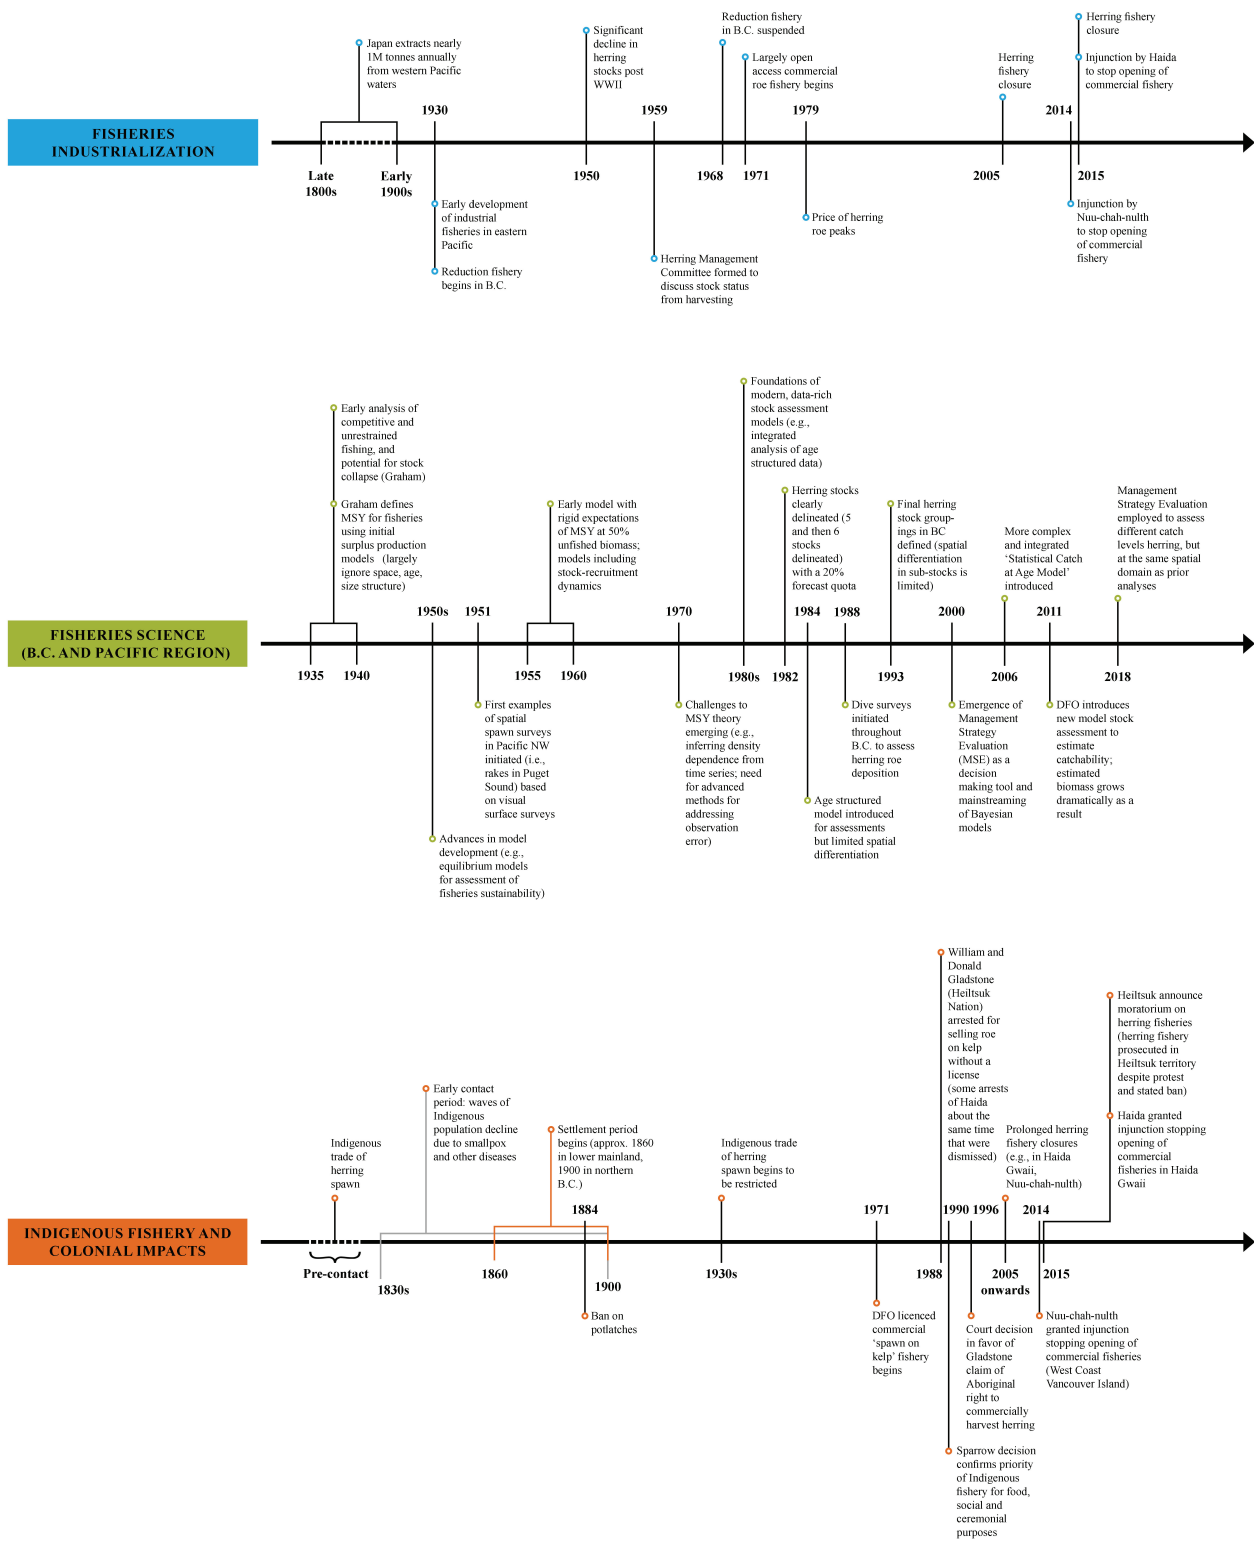 Japan extracts nearly
1M tonnes annually
from western Pacific
waters
Significant
decline in
herring
stocks post
WWII
Reduction fishery
in B.C. suspended
Largely open
access commercial
roe fishery begins
Herring
fishery
closure
Herring fishery
closure
Injunction by Haida
to stop opening of
commercial fishery
1930
1959
1979
2014
FISHERIES
INDUSTRIALIZATION
Late
1800s
Early
1900s
1950
1968
1971
2005
2015
Early development
of industrial
fisheries in eastern
Pacific
Reduction fishery
begins in B.C.
Herring Management
Committee formed to
discuss stock status
from harvesting
Price of herring
roe peaks
Injunction by
Nuu-chah-nulth
to stop opening
of commercial
fishery
Early analysis of
competitive and
unrestrained
fishing, and
potential for stock
collapse (Graham)
Graham defines
MSY for fisheries
using initial
surplus production
models (largely
ignore space, age,
size structure)
Early model with
rigid expectations
of MSY at 50%
unfished biomass;
models including
stock-recruitment
dynamics
Foundations of
modern, data-rich
stock assessment
models (e.g.,
integrated
analysis of age
structured data)
Herring stocks
clearly
delineated (5
and then 6
stocks
delineated)
with a 20%
forecast quota
Final herring
stock group-
ings in BC
defined (spatial
differentiation
in sub-stocks is
limited)
More complex
and integrated
‘Statistical Catch
at Age Model’
introduced
Management
Strategy Evaluation
employed to assess
different catch
levels herring, but
at the same spatial
domain as prior
analyses
1950s
1951
1970
1984
1988
2000
2011
FISHERIES SCIENCE
(B.C. AND PACIFIC REGION)
1935
1940
1955
1960
1980s
1982
1993
2006
2018
First examples
of spatial
spawn surveys
in Pacific NW
initiated (i.e.,
rakes in Puget
Sound) based
on visual
surface surveys
Advances in model
development (e.g.,
equilibrium models
for assessment of
fisheries sustainability)
Challenges to
MSY theory
emerging (e.g.,
inferring density
dependence from
time series; need
for advanced
methods for
addressing
observation
error)
Age structured
model introduced
for assessments
but limited spatial
differentiation
Dive surveys
initiated
throughout
B.C. to assess
herring roe
deposition
Emergence of
Management
Strategy
Evaluation
(MSE) as a
decision
making tool and
mainstreaming
of Bayesian
models
DFO introduces
new model stock
assessment to
estimate
catchability;
estimated
biomass grows
dramatically as a
result
Indigenous
trade of
herring
spawn
Early contact
period: waves of
Indigenous
population decline
due to smallpox
and other diseases
Settlement period
begins (approx. 1860
in lower mainland,
1900 in northern
B.C.)
Indigenous trade
of herring
spawn begins to
be restricted
William and
Donald
Gladstone
(Heiltsuk
Nation)
arrested for
selling roe
on kelp
without a
license
(some arrests
of Haida
about the
same time
that were
dismissed)
Prolonged herring
fishery closures
(e.g., in Haida
Gwaii,
Nuu-chah-nulth)
Heiltsuk announce
moratorium on
herring fisheries
(herring fishery
prosecuted in
Heiltsuk territory
despite protest
and stated ban)
Haida granted
injunction stopping
opening of
commercial
fisheries in Haida
Gwaii
1884
1971
1990
1996
2014
INDIGENOUS FISHERY AND
COLONIAL IMPACTS
Pre-contact
1830s
1860
1900
1930s
1988
2005
onwards
2015
Ban on
potlatches
DFO licenced
commercial
‘spawn on
kelp’ fishery
begins
Court decision
in favor of
Gladstone
claim of
Aboriginal
right to
commercially
harvest herring
Nuu-chah-nulth
granted injunction
stopping opening of
commercial fisheries
(West Coast
Vancouver Island)
Sparrow decision
confirms priority
of Indigenous
fishery for food,
social and
ceremonial
purposes